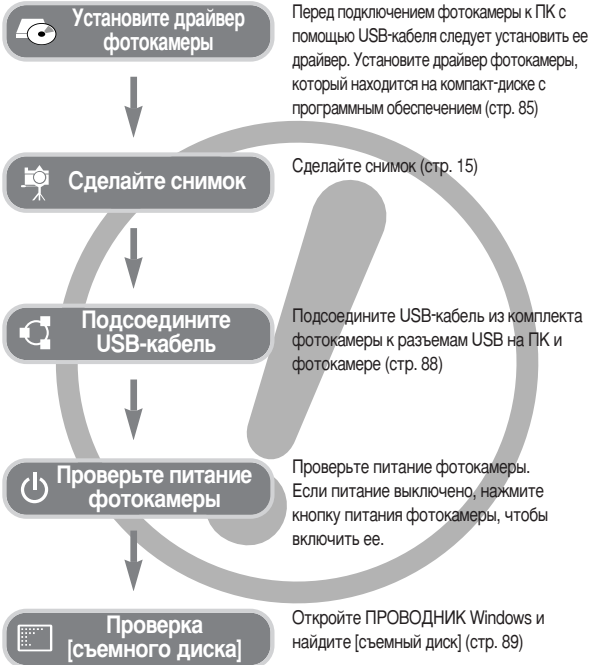 Установите драйвер
фотокамеры
Перед подключением фотокамеры к ПК с
помощью USB-кабеля следует установить ее
драйвер. Установите драйвер фотокамеры,
который находится на компакт-диске с
программным обеспечением (стр. 85)
Сделайте снимок
Сделайте снимок (стр. 15)
Подсоедините
USB-кабель
Подсоедините USB-кабель из комплекта
фотокамеры к разъемам USB на ПК и
фотокамере (стр. 88)
Проверьте питание
фотокамеры
Проверьте питание фотокамеры.
Если питание выключено, нажмите
кнопку питания фотокамеры, чтобы
включить ее.
Проверка
[съемного диска]
Откройте ПРОВОДНИК Windows и
найдите [съемный диск] (стр. 89)